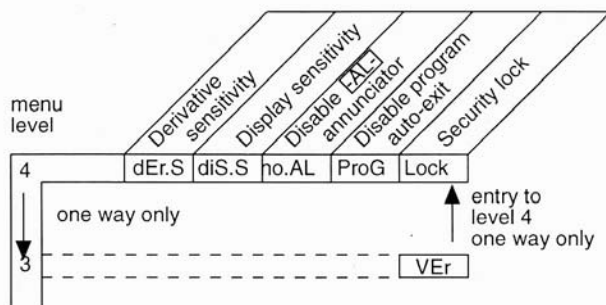 menu
level
Derivative
sensitivity
Display sensitivity
Disable -AL-
annunciator
Disable program
auto-exit
Security lock
4
dEr.S
diS.S
no.AL
ProG
Lock
one way only
entry to
level 4
one way only
3
VEr